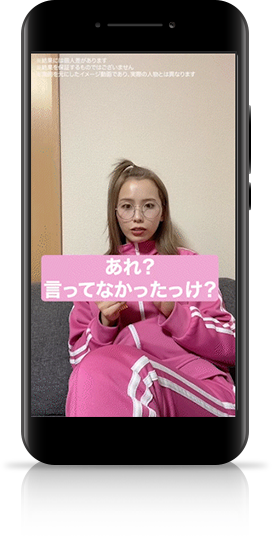 ※結果には個人差があります
※効果を保証するものではございません
※効果を元にしたイメージ動画であり、実際の人物とは異なります
あれ？
言ってなかったっけ？